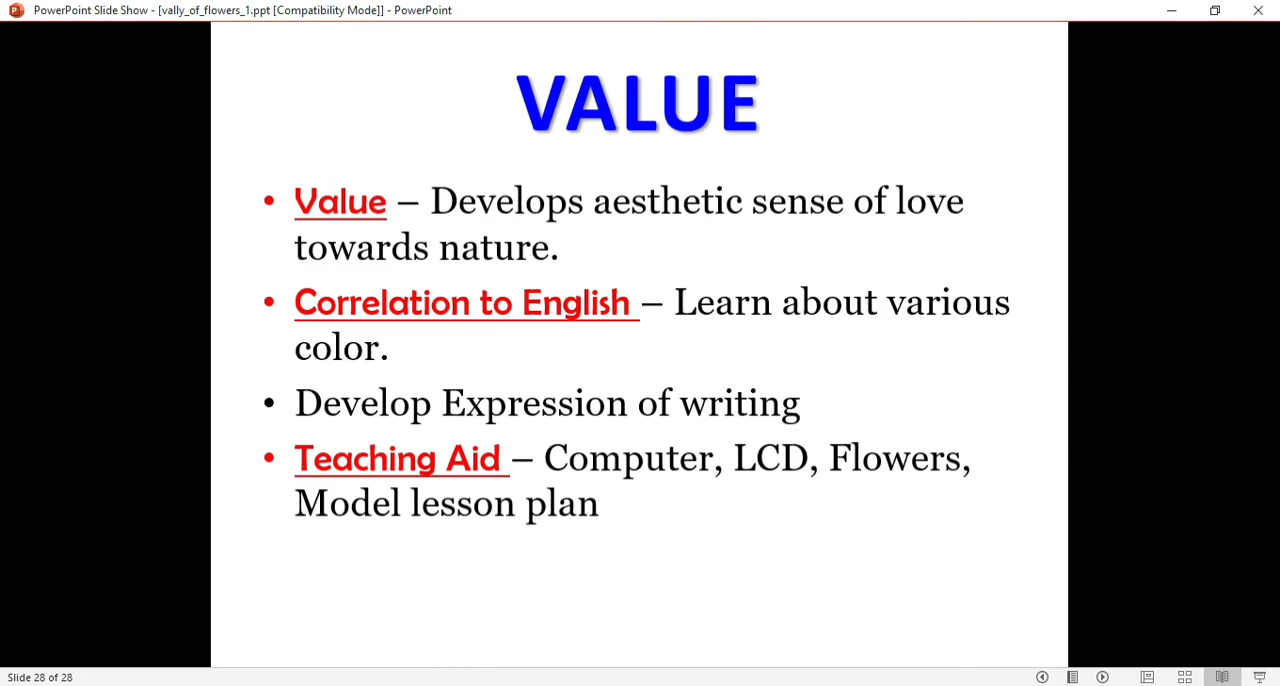 PowerPoint Slide Show - [vally_of_flowers_1.ppt [Compatibility Mode]] - PowerPoint
VALUE
• Value – Develops aesthetic sense of love
towards nature.
• Correlation to English – Learn about various
color.
• Develop Expression of writing
• Teaching Aid – Computer, LCD, Flowers,
Model lesson plan
Slide 28 of 28